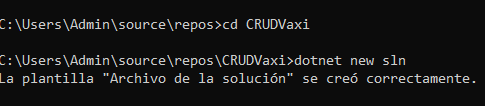 C:\Users\Admin\source\repos>cd CRUDVaxi
C:\Users\Admin\source\repos\CRUDVaxi>dotnet new sln
La plantilla "Archivo de la solución" se creó correctamente.